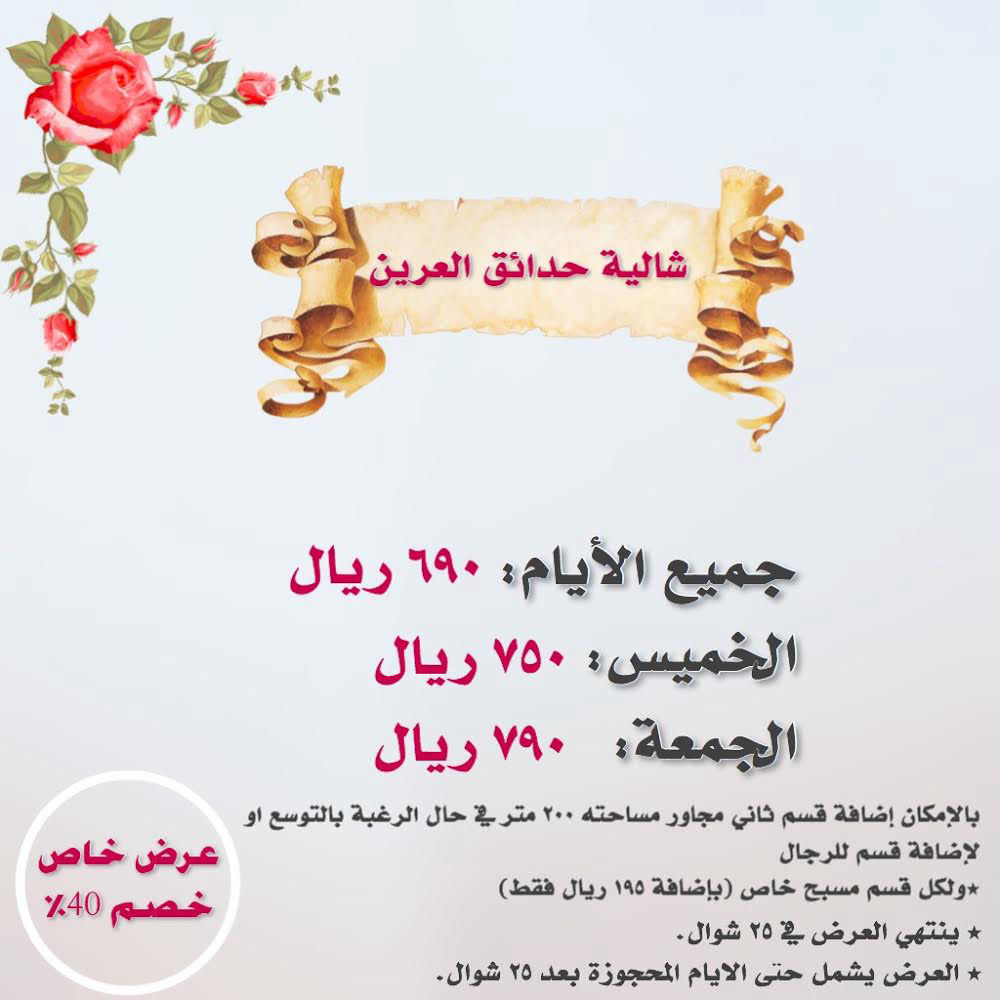 شالية حدائق العرين
جميع الأيام: ٦٩٠ ريال
الخميس: ٧٥٠ ريال
الجمعة: ٧٩٠ ريال
بالإمكان إضافة قسم ثاني مجاور مساحته ٢٠٠ متر في حال الرغبة بالتوسع او
لإضافة قسم للرجال
*ولكل قسم مسبح خاص (بإضافة ١٩٥ ريال فقط)
* ينتهي العرض في ٢٥ شوال.
* العرض يشمل حتى الايام المحجوزة بعد ٢٥ شوال.
عرض خاص
خصم 40٪